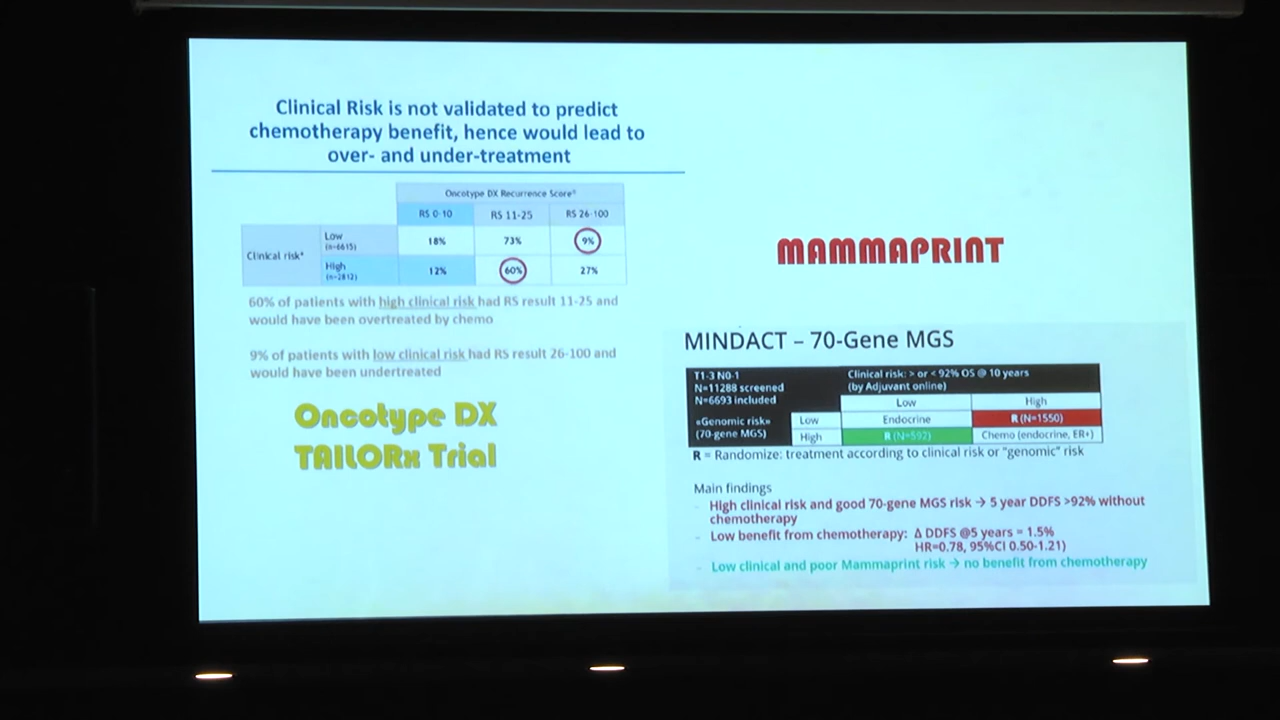 Clinical Risk is not validated to predict
chemotherapy benefit, hence would lead to
over- and under-treatment
Oncotype DX Recurrence Score®
RS 0-10 RS 11-25 RS 26-100
Clinical risk*
Low 18% 73% 9%
(n=6615)
High 12% 60% 27%
(n=2812)
60% of patients with high clinical risk had RS result 11-25 and
would have been overtreated by chemo
9% of patients with low clinical risk had RS result 26-100 and
would have been undertreated
Oncotype DX
TAILORx Trial
MAMMAPRINT
MINDACT – 70-Gene MGS
T1-3 N0-1
N=11288 screened
N=6693 included
Clinical risk: > or < 92% OS @ 10 years
(by Adjuvant online)
Low High
«Genomic risk»
(70-gene MGS)
Low Endocrine R (N=1550)
High R (N=592) Chemo (endocrine, ER+)
R = Randomize: treatment according to clinical risk or "genomic" risk
Main findings
- High clinical risk and good 70-gene MGS risk → 5 year DDFS >92% without
chemotherapy
- Low benefit from chemotherapy: Δ DDFS @5 years = 1.5%
HR=0.78, 95%CI 0.50-1.21)
- Low clinical and poor Mammaprint risk → no benefit from chemotherapy